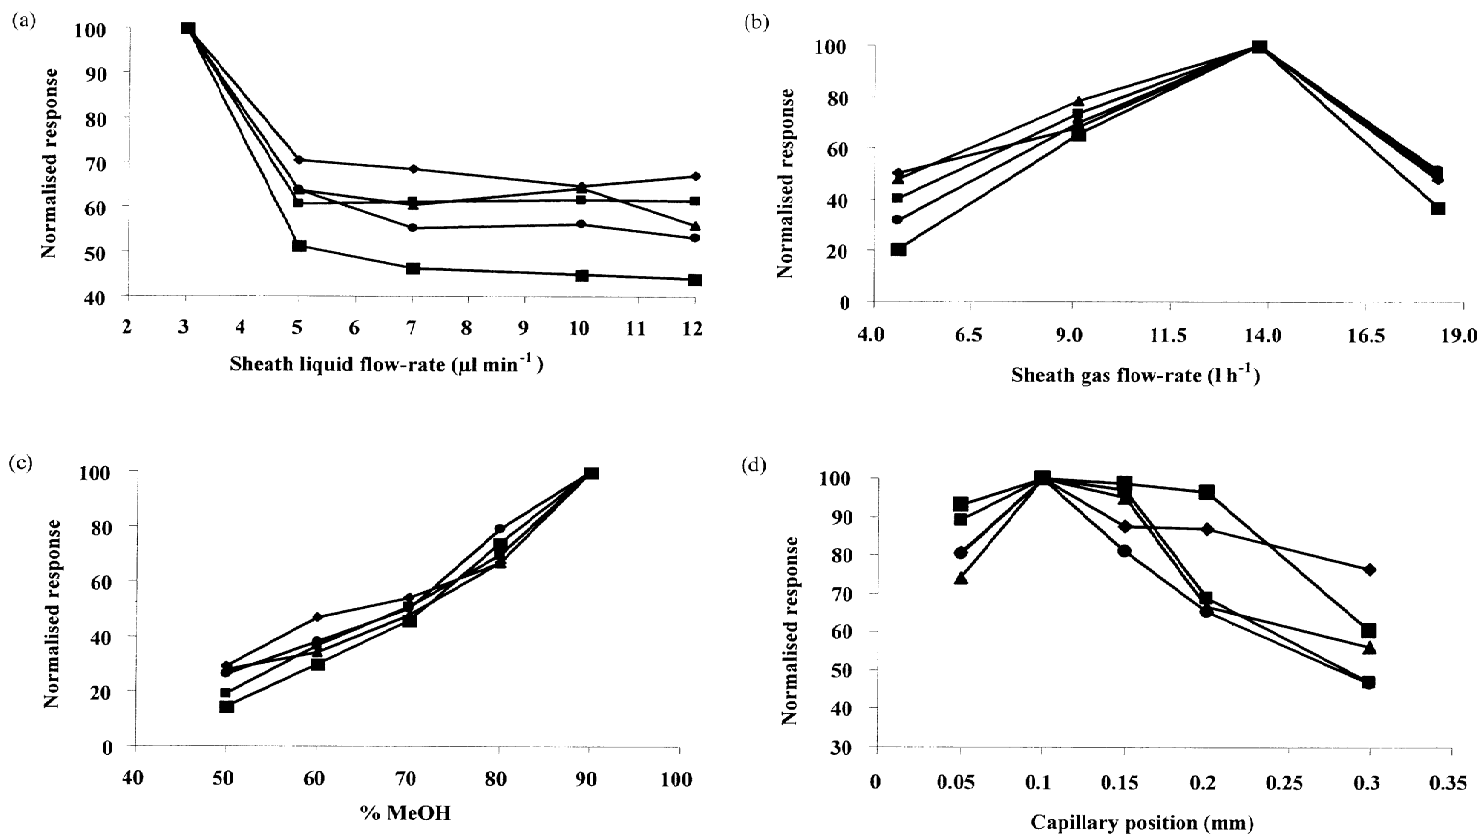 (a)
100
90
80
70
60
50
40
Normalised response
2 3 4 5 6 7 8 9 10 11 12
Sheath liquid flow-rate (µl min⁻¹)
(b)
100
80
60
40
20
0
Normalised response
4.0 6.5 9.0 11.5 14.0 16.5 19.0
Sheath gas flow-rate (l h⁻¹)
(c)
100
80
60
40
20
0
Normalised response
40 50 60 70 80 90 100
% MeOH
(d)
100
90
80
70
60
50
40
30
Normalised response
0 0.05 0.1 0.15 0.2 0.25 0.3 0.35
Capillary position (mm)